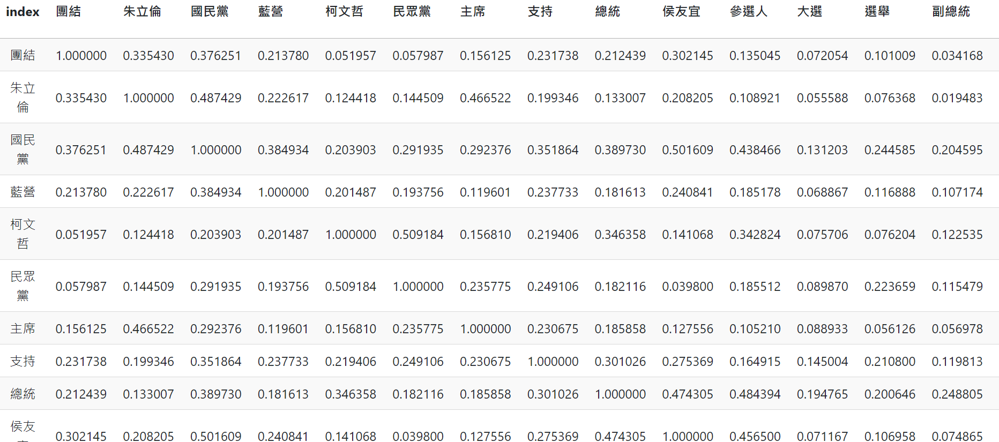 index 團結 朱立倫 國民黨 藍營 柯文哲 民眾黨 主席 支持 總統 侯友宜 參選人 大選 選舉 副總統
團結 1.000000 0.335430 0.376251 0.213780 0.051957 0.057987 0.156125 0.231738 0.212439 0.302145 0.135045 0.072054 0.101009 0.034168
朱立
倫 0.335430 1.000000 0.487429 0.222617 0.124418 0.144509 0.466522 0.199346 0.133007 0.208205 0.108921 0.055588 0.076368 0.019483
國民
黨 0.376251 0.487429 1.000000 0.384934 0.203903 0.291935 0.292376 0.351864 0.389730 0.501609 0.438466 0.131203 0.244585 0.204595
藍營 0.213780 0.222617 0.384934 1.000000 0.201487 0.193756 0.119601 0.237733 0.181613 0.240841 0.185178 0.068867 0.116888 0.107174
柯文
哲 0.051957 0.124418 0.203903 0.201487 1.000000 0.509184 0.156810 0.219406 0.346358 0.141068 0.342824 0.075706 0.076204 0.122535
民眾
黨 0.057987 0.144509 0.291935 0.193756 0.509184 1.000000 0.235775 0.249106 0.182116 0.039800 0.185512 0.089870 0.223659 0.115479
主席 0.156125 0.466522 0.292376 0.119601 0.156810 0.235775 1.000000 0.230675 0.185858 0.127556 0.105210 0.088933 0.056126 0.056978
支持 0.231738 0.199346 0.351864 0.237733 0.219406 0.249106 0.230675 1.000000 0.301026 0.275369 0.164915 0.145004 0.210800 0.119813
總統 0.212439 0.133007 0.389730 0.181613 0.346358 0.182116 0.185858 0.301026 1.000000 0.474305 0.484394 0.194765 0.200646 0.248805
侯友
0.302145 0.208205 0.501609 0.240841 0.141068 0.039800 0.127556 0.275369 0.474305 1.000000 0.456500 0.071167 0.106958 0.074865